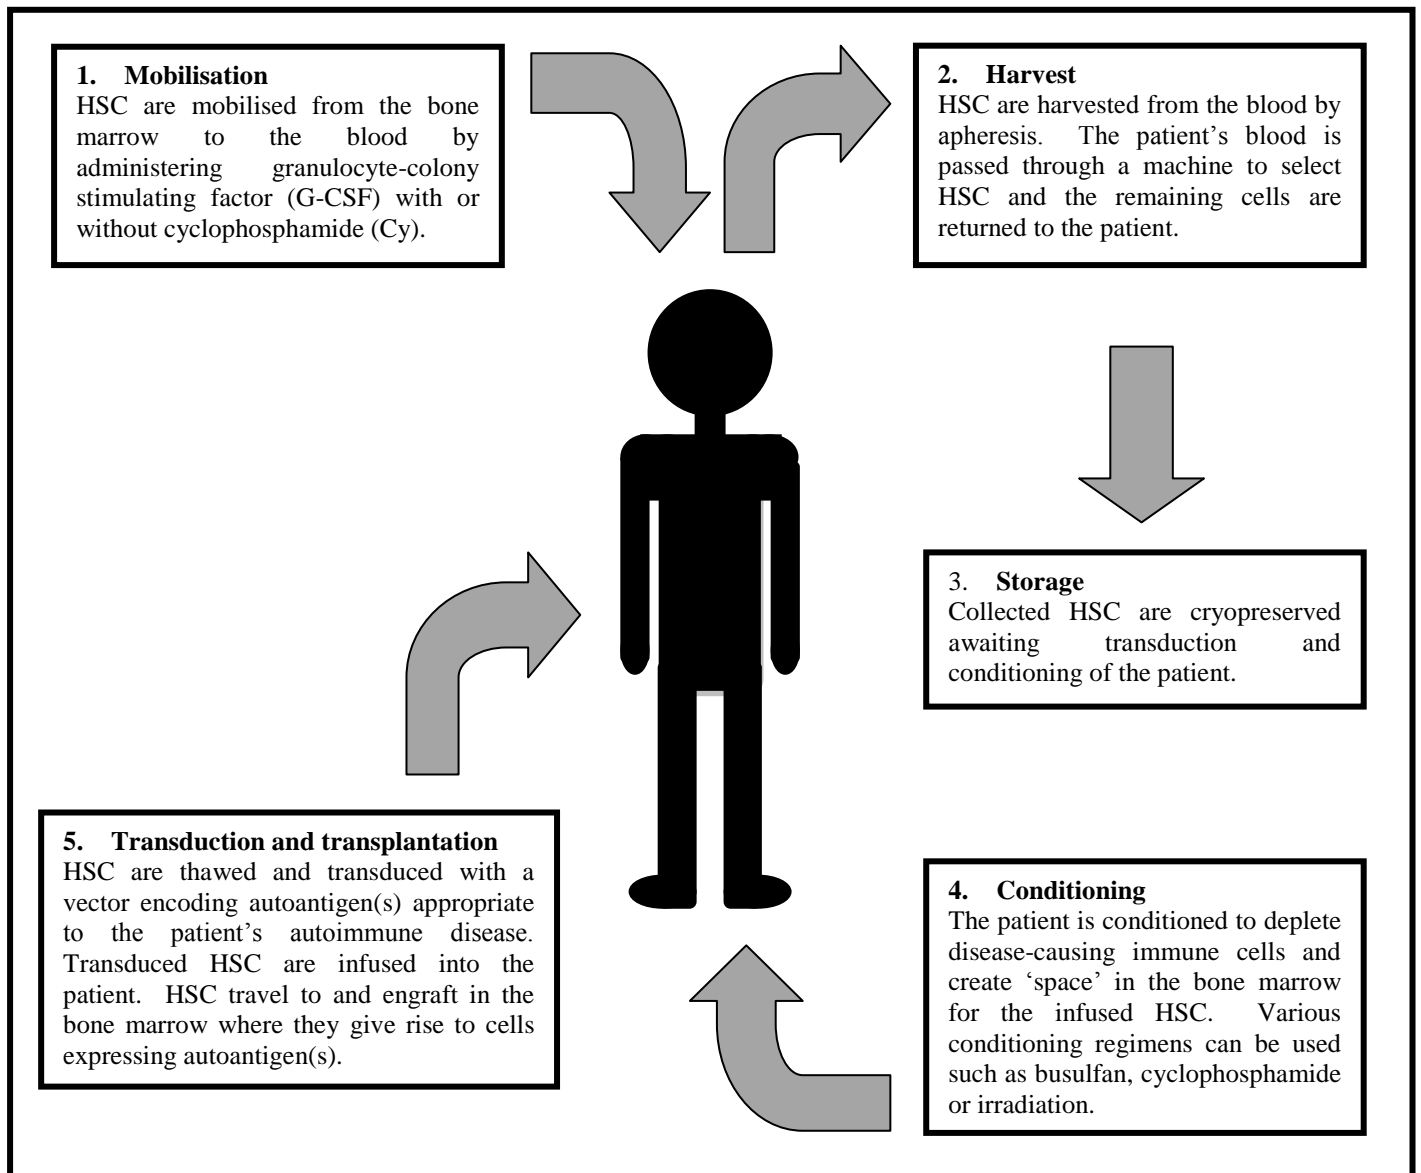 1. Mobilisation
HSC are mobilised from the bone
marrow to the blood by
administering granulocyte-colony
stimulating factor (G-CSF) with or
without cyclophosphamide (Cy).
2. Harvest
HSC are harvested from the blood by
apheresis. The patient’s blood is
passed through a machine to select
HSC and the remaining cells are
returned to the patient.
3. Storage
Collected HSC are cryopreserved
awaiting transduction and
conditioning of the patient.
4. Conditioning
The patient is conditioned to deplete
disease-causing immune cells and
create ‘space’ in the bone marrow
for the infused HSC. Various
conditioning regimens can be used
such as busulfan, cyclophosphamide
or irradiation.
5. Transduction and transplantation
HSC are thawed and transduced with a
vector encoding autoantigen(s) appropriate
to the patient’s autoimmune disease.
Transduced HSC are infused into the
patient. HSC travel to and engraft in the
bone marrow where they give rise to cells
expressing autoantigen(s).